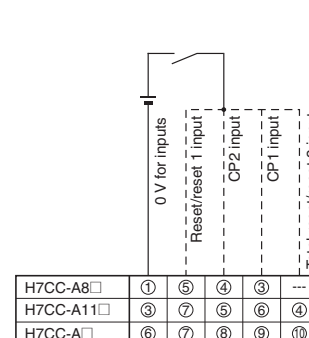 0 V for inputs
Reset/reset 1 input
CP2 input
CP1 input
H7CC-A8□ ① ⑤ ④ ③ ---
H7CC-A11□ ③ ⑦ ⑤ ⑥ ④
H7CC-A□ ⑥ ⑦ ⑧ ⑨ ⑩